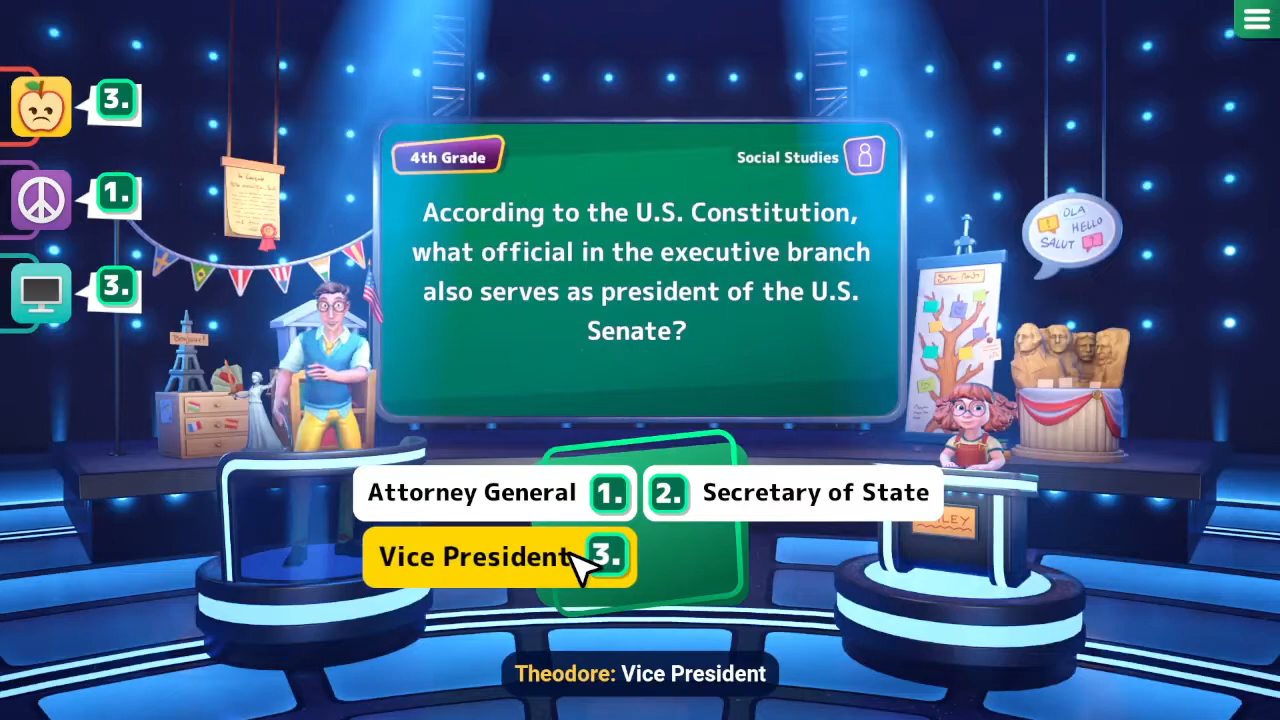 4th Grade
Social Studies
According to the U.S. Constitution,
what official in the executive branch
also serves as president of the U.S.
Senate?
3.
1.
3.
Bonjour!
OLA
HELLO
SALUT
Attorney General 1.
2. Secretary of State
Vice President 3.
Theodore: Vice President